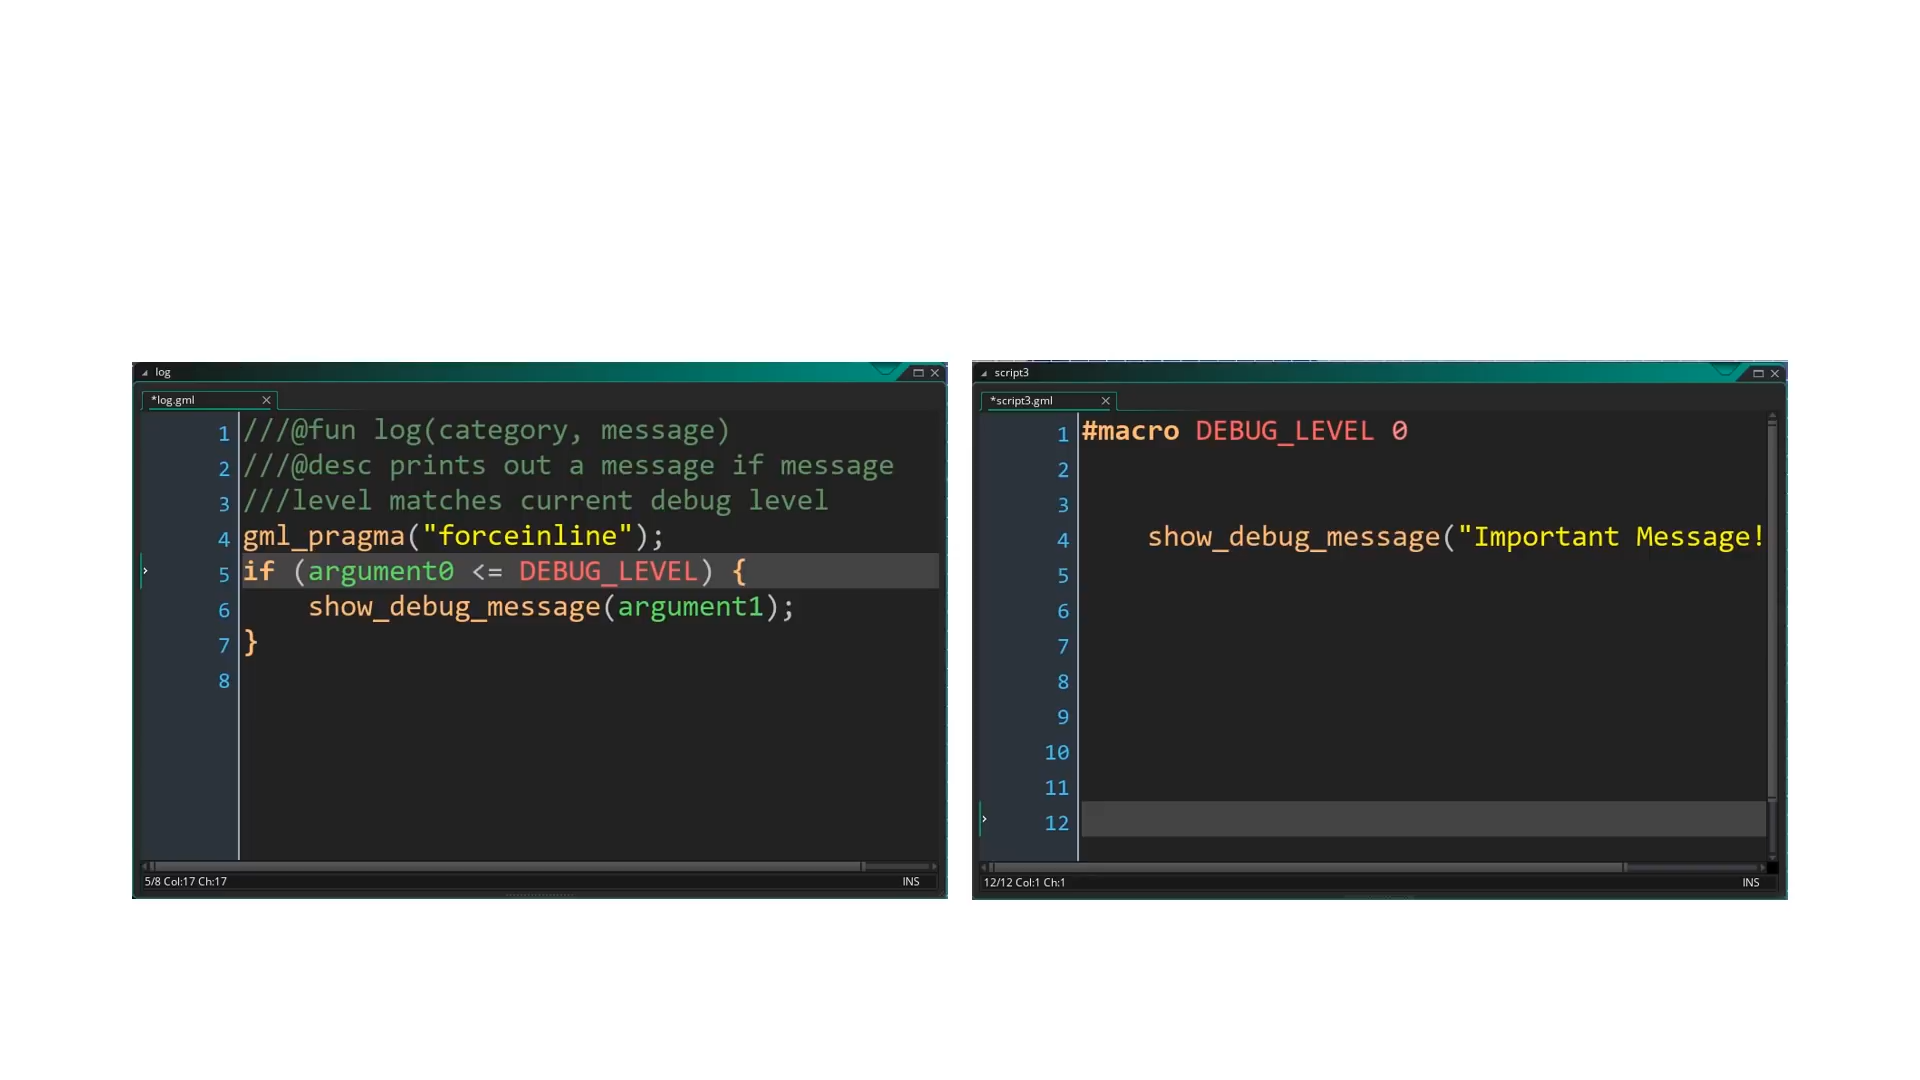 log
*log.gml
1 ///@fun log(category, message)
2 ///@desc prints out a message if message
3 ///level matches current debug level
4 gml_pragma("forceinline");
5 if (argument0 <= DEBUG_LEVEL) {
6     show_debug_message(argument1);
7 }
8
5/8 Col:17 Ch:17
INS
script3
*script3.gml
1 #macro DEBUG_LEVEL 0
2
3
4     show_debug_message("Important Message!
5
6
7
8
9
10
11
12
12/12 Col:1 Ch:1
INS